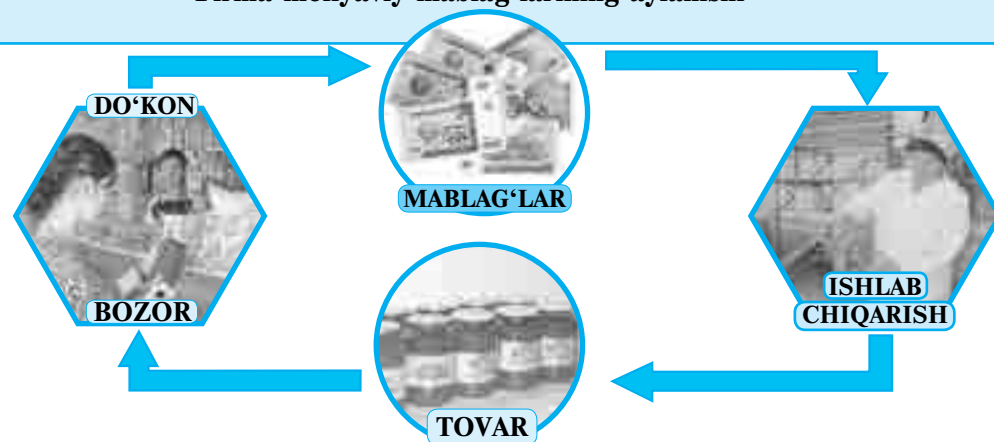 DO‘KON
MABLAG‘LAR
BOZOR
ISHLAB
CHIQARISH
TOVAR